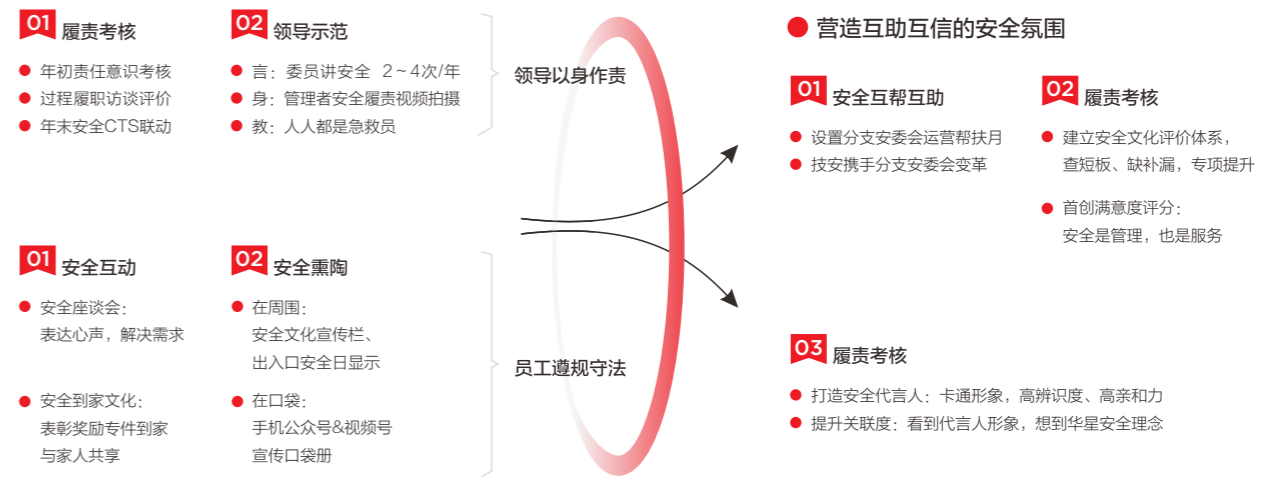 01 履责考核
年初责任意识考核
过程履职访谈评价
年末安全CTS联动
02 领导示范
言：委员讲安全 2~4次/年
身：管理者安全履责视频拍摄
教：人人都是急救员
领导以身作责
01 安全互动
安全座谈会：
表达心声，解决需求
安全到家文化：
表彰奖励专件到家
与家人共享
02 安全熏陶
在周围：
安全文化宣传栏、
出入口安全日显示
在口袋：
手机公众号&视频号
宣传口袋册
员工遵规守法
营造互助互信的安全氛围
01 安全互帮互助
设置分支安委会运营帮扶月
技安携手分支安委会变革
02 履责考核
建立安全文化评价体系，
查短板、缺补漏，专项提升
首创满意度评分：
安全是管理，也是服务
03 履责考核
打造安全代言人：卡通形象，高辨识度、高亲和力
提升关联度：看到代言人形象，想到华星安全理念